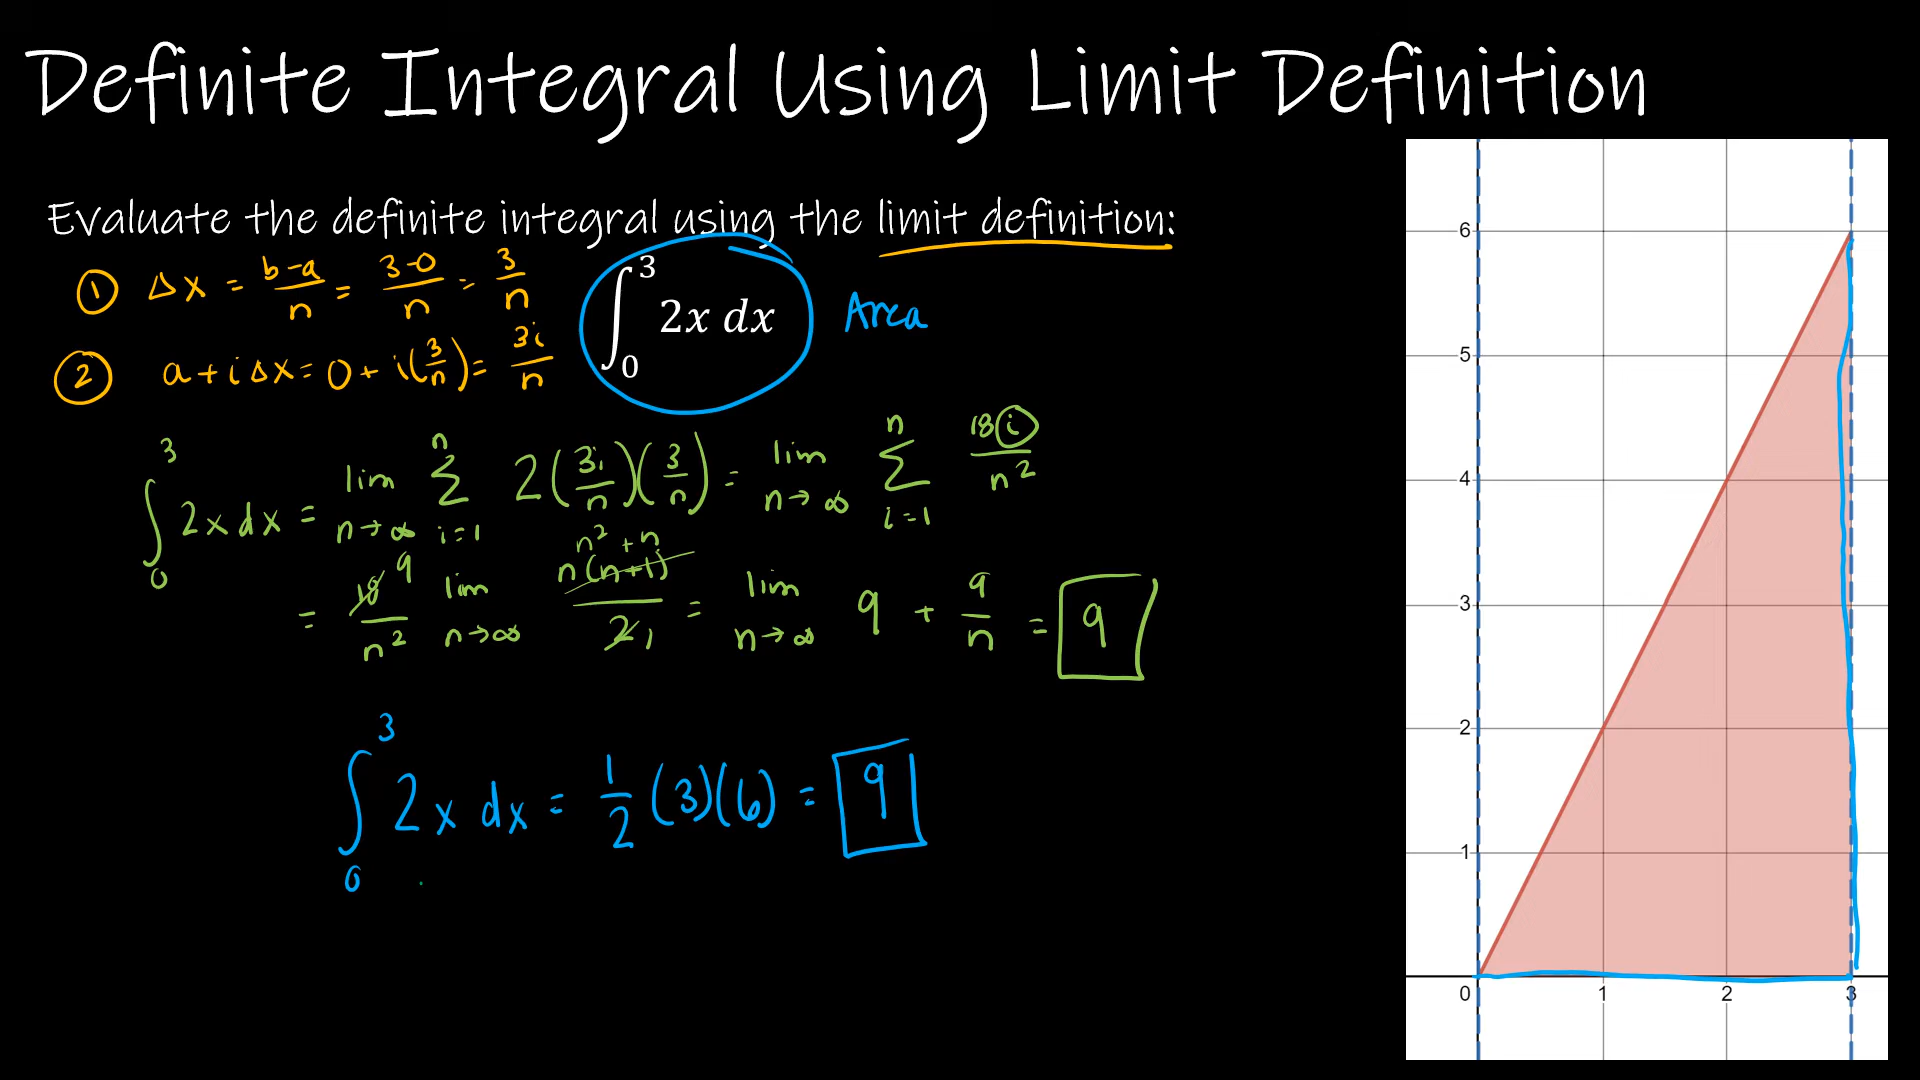 Definite Integral Using Limit Definition
Evaluate the definite integral using the limit definition:
① Δx = (b-a)/n = (3-0)/n = 3/n
∫₀³ 2x dx Area
② a + iΔx = 0 + i(3/n) = 3i/n
∫₀³ 2x dx = lim n→∞ Σ i=1 n 2(3i/n)(3/n) = lim n→∞ Σ i=1 n 18i/n²
n² + n
= 18 9/n² lim n→∞ n(n+1)/2 1 = lim n→∞ 9 + 9/n = 9
∫₀³ 2x dx = 1/2 (3)(6) = 9
6
5
4
3
2
1
0 1 2 3